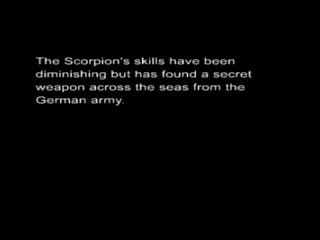 The Scorpion's skills have been
diminishing but has found a secret
weapon across the seas from the
German army.